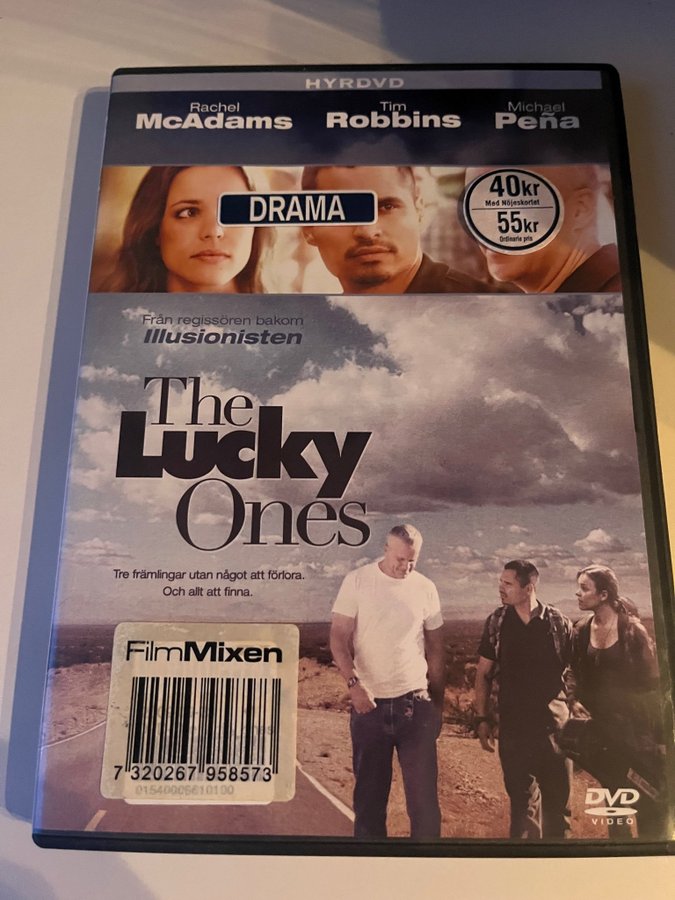 HYRDVD
Rachel
McAdams
Tim
Robbins
Michael
Peña
DRAMA
40kr
Med Nöjeskortet
55kr
Ordinarie pris
Från regissören bakom
Illusionisten
The
Lucky
Ones
Tre främlingar utan något att förlora.
Och allt att finna.
FilmMixen
7 320267 958573
01540006610100
DVD
VIDEO